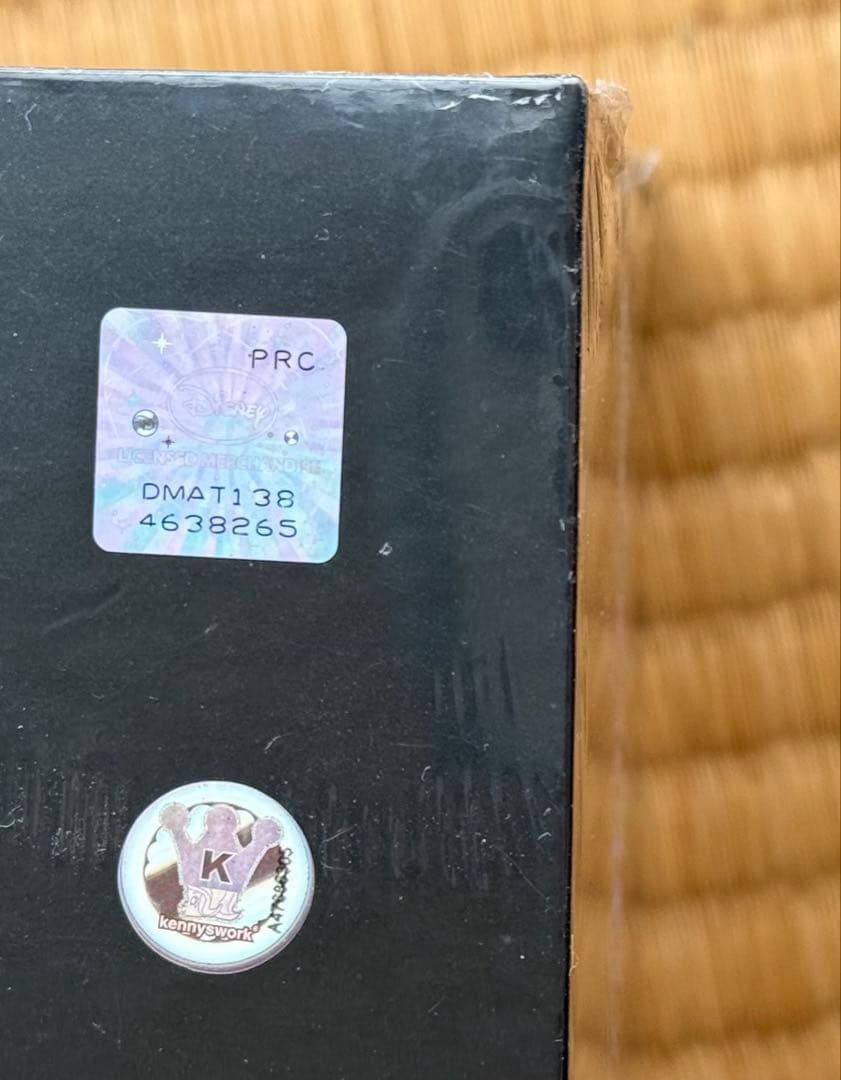 PRC
Disney
LICENSED MERCHANDISE
DMAT138
4638265
K
kennyswork